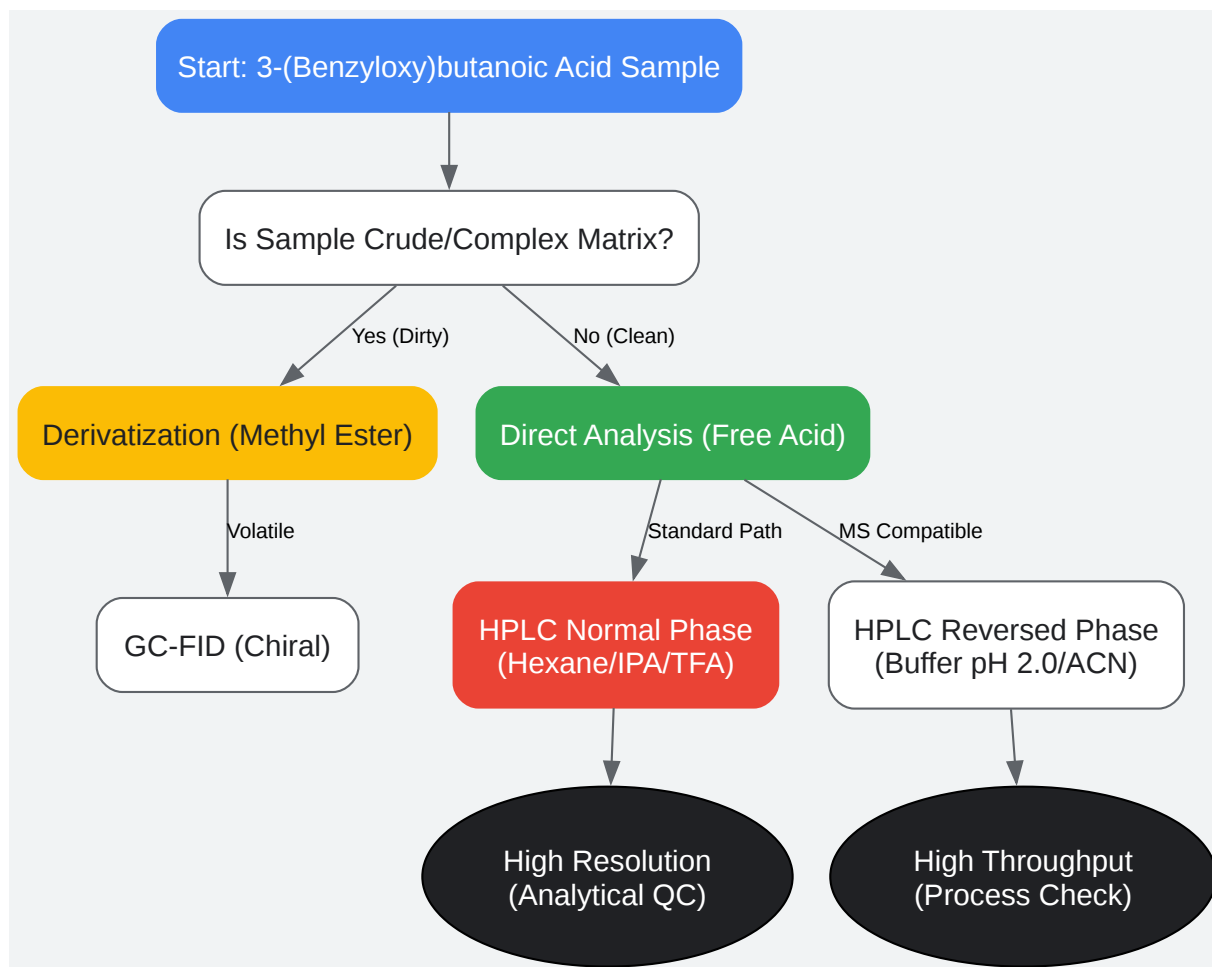 Start: 3-(Benzyloxy)butanoic Acid Sample
Is Sample Crude/Complex Matrix?
Yes (Dirty)
No (Clean)
Derivatization (Methyl Ester)
Direct Analysis (Free Acid)
Volatile
Standard Path
MS Compatible
GC-FID (Chiral)
HPLC Normal Phase
(Hexane/IPA/TFA)
HPLC Reversed Phase
(Buffer pH 2.0/ACN)
High Resolution
(Analytical QC)
High Throughput
(Process Check)